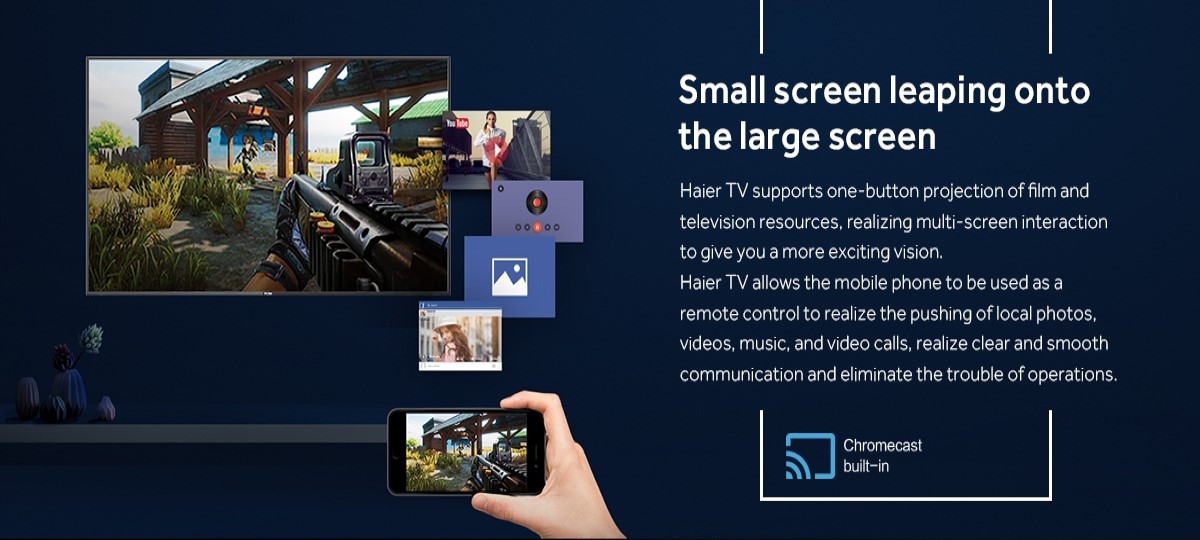 YouTube
Small screen leaping onto
the large screen
Haier TV supports one-button projection of film and
television resources, realizing multi-screen interaction
to give you a more exciting vision.
Haier TV allows the mobile phone to be used as a
remote control to realize the pushing of local photos,
videos, music, and video calls, realize clear and smooth
communication and eliminate the trouble of operations.
Chromecast
built-in